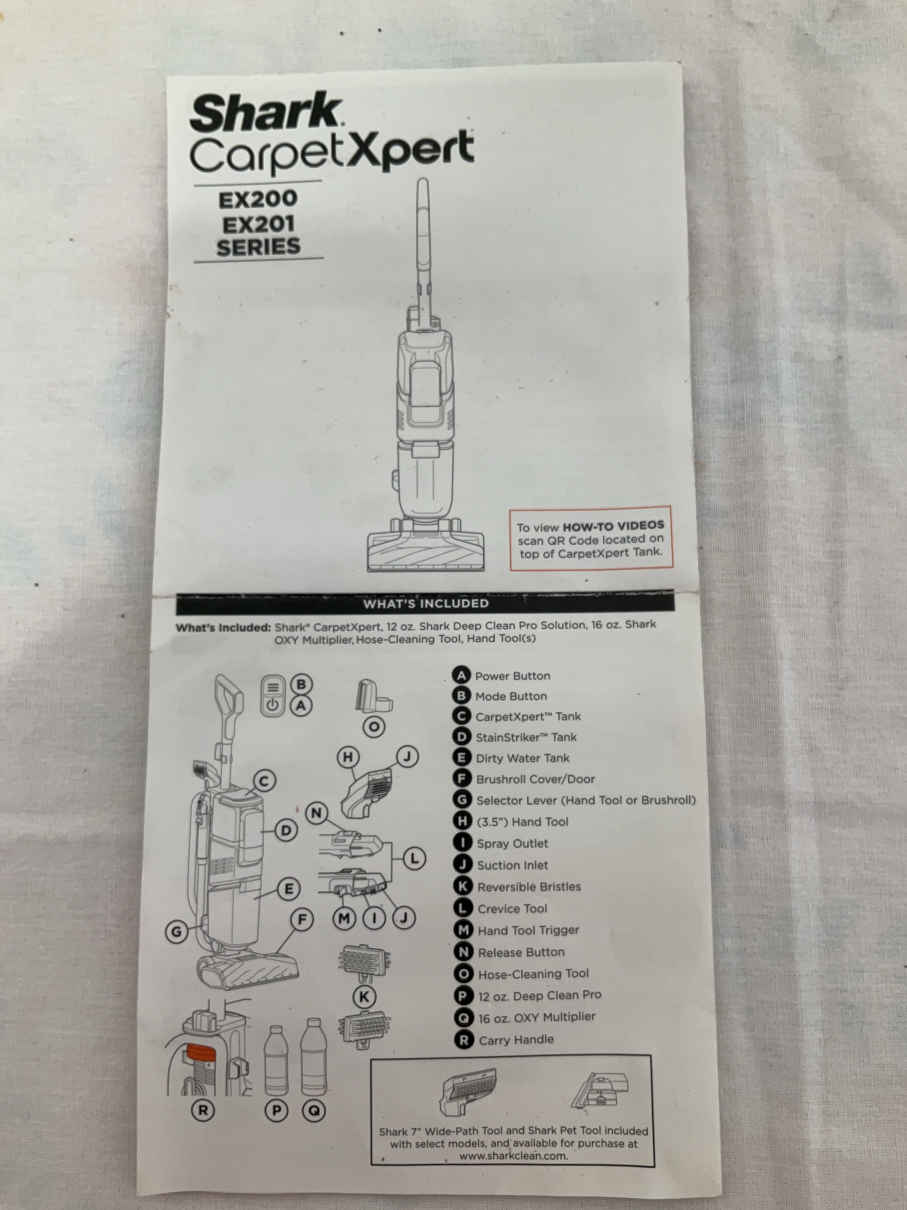 Shark®
CarpetXpert
EX200
EX201
SERIES
To view HOW-TO VIDEOS
scan QR Code located on
top of CarpetXpert Tank.
WHAT'S INCLUDED
What's Included: Shark® CarpetXpert, 12 oz. Shark Deep Clean Pro Solution, 16 oz. Shark
OXY Multiplier, Hose-Cleaning Tool, Hand Tool(s)
B
A
O
H
J
C
N
D
L
E
M
I
J
F
G
K
R
P
Q
A Power Button
B Mode Button
C CarpetXpert™ Tank
D StainStriker™ Tank
E Dirty Water Tank
F Brushroll Cover/Door
G Selector Lever (Hand Tool or Brushroll)
H (3.5") Hand Tool
I Spray Outlet
J Suction Inlet
K Reversible Bristles
L Crevice Tool
M Hand Tool Trigger
N Release Button
O Hose-Cleaning Tool
P 12 oz. Deep Clean Pro
Q 16 oz. OXY Multiplier
R Carry Handle
Shark 7" Wide-Path Tool and Shark Pet Tool included
with select models, and available for purchase at
www.sharkclean.com.